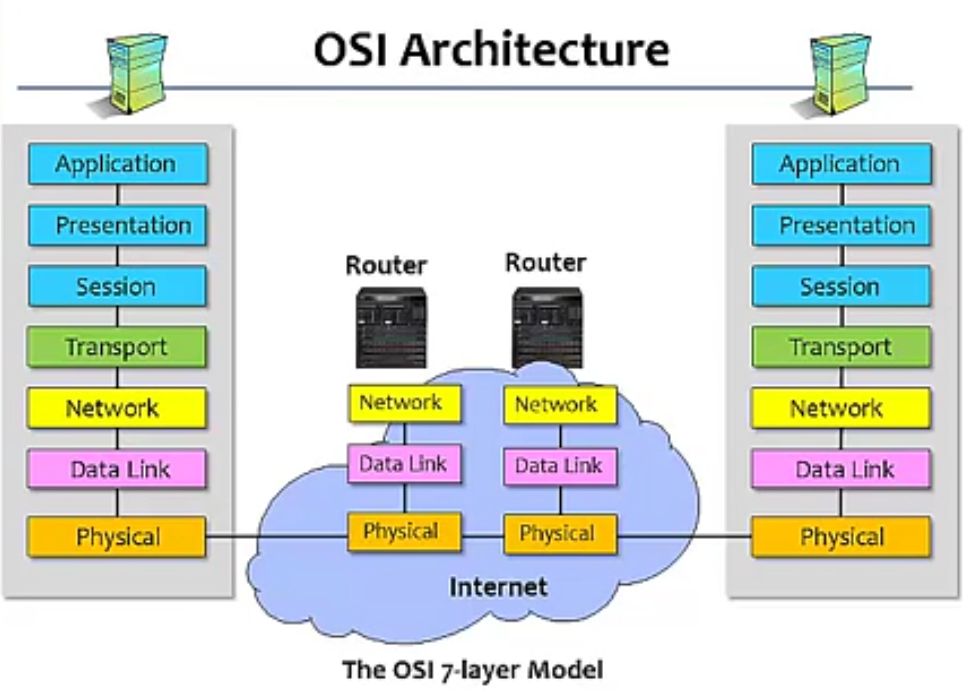 OSI Architecture
Application
Presentation
Session
Transport
Network
Data Link
Physical
Router
Network
Data Link
Physical
Router
Network
Data Link
Physical
Internet
Application
Presentation
Session
Transport
Network
Data Link
Physical
The OSI 7-layer Model